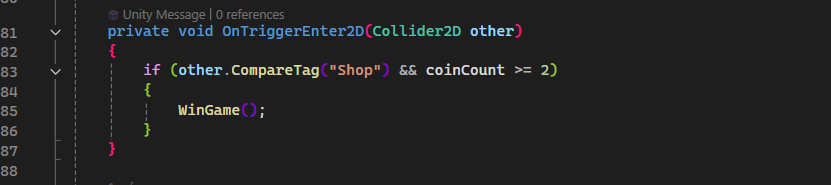 Unity Message | 0 references
81 private void OnTriggerEnter2D(Collider2D other)
82 {
83 if (other.CompareTag("Shop") && coinCount >= 2)
84 {
85 WinGame();
86 }
87 }
88